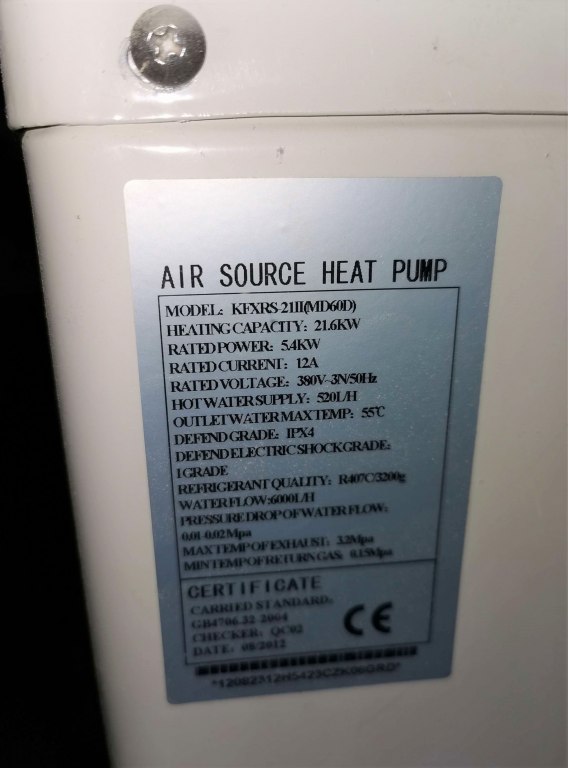 AIR SOURCE HEAT PUMP
MODEL: KFXRS-21II(MD60D)
HEATING CAPACITY: 21.6KW
RATED POWER: 5.4KW
RATED CURRENT: 12A
RATED VOLTAGE: 380V~3N/50Hz
HOT WATER SUPPLY: 520L/H
OUTLET WATER MAX TEMP: 55℃
DEFEND GRADE: IPX4
DEFEND ELECTRIC SHOCK GRADE:
I GRADE
REFRIGERANT QUALITY: R407C/3200g
WATER FLOW:6000L/H
PRESSURE DROP OF WATER FLOW:
0.01-0.02Mpa
MAX TEMP OF EXHAUST: 3.2Mpa
MIN TEMP OF RETURN GAS: 0.15Mpa
CERTIFICATE
CARRIED STANDARD:
GB4706.32-2004
CHECKER: QC02
DATE: 08/2012
CE